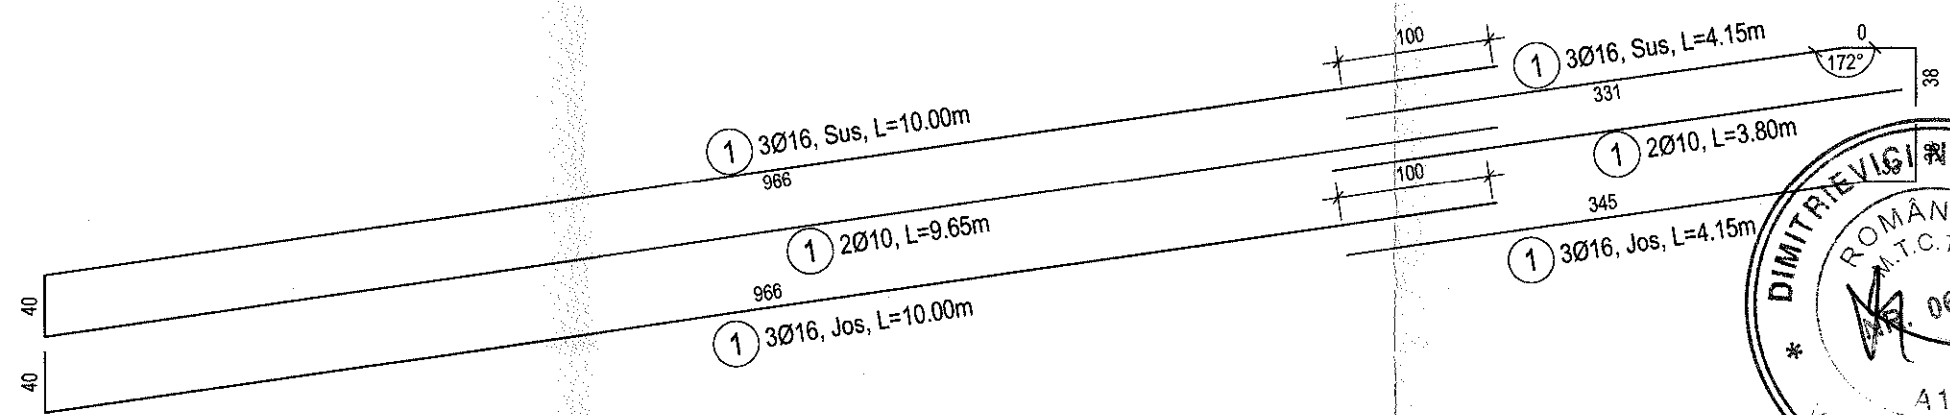 100
1 3Ø16, Sus, L=4.15m
0
172°
38
331
1 3Ø16, Sus, L=10.00m
966
1 2Ø10, L=3.80m
100
345
1 2Ø10, L=9.65m
1 3Ø16, Jos, L=4.15m
40
966
1 3Ø16, Jos, L=10.00m
40
DIMITRIEVICI
ROMÂN
M.T.C.
NR. 06
*